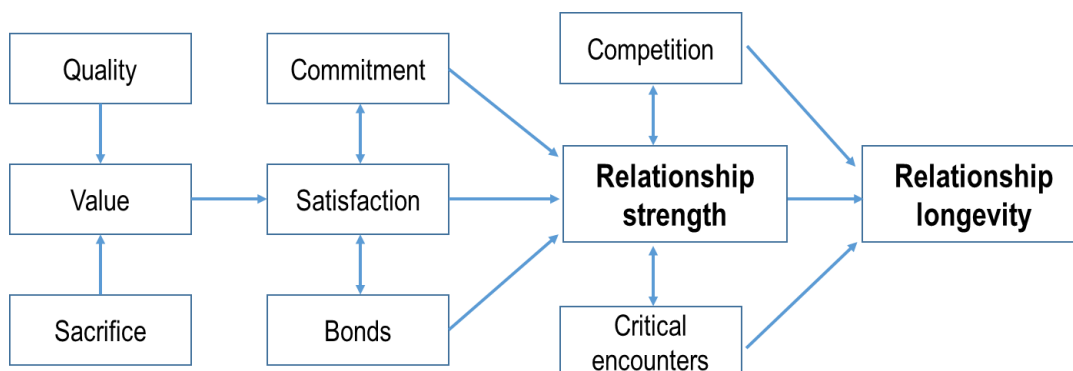 Quality
Commitment
Competition
Value
Satisfaction
Relationship
strength
Relationship
longevity
Sacrifice
Bonds
Critical
encounters